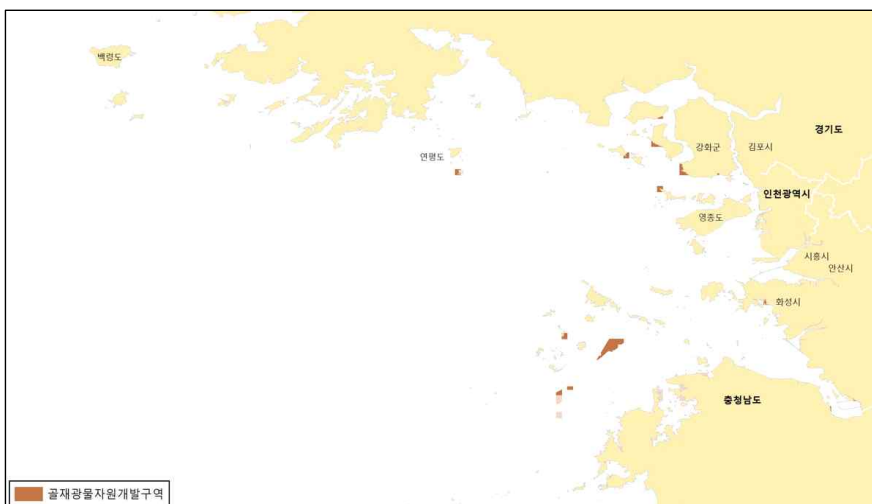 백령도
경기도
연평도
강화군
김포시
인천광역시
영종도
시흥시
안산시
화성시
충청남도
골재광물자원개발구역